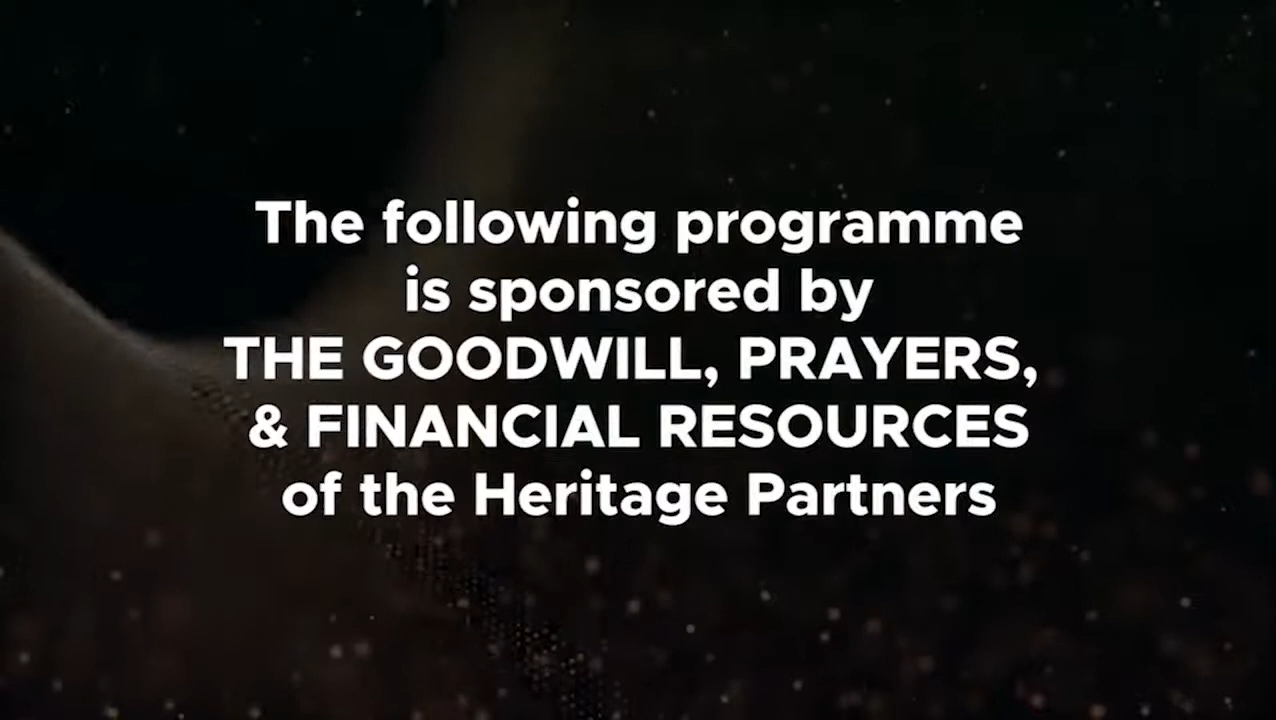 The following programme
is sponsored by
THE GOODWILL, PRAYERS,
& FINANCIAL RESOURCES
of the Heritage Partners